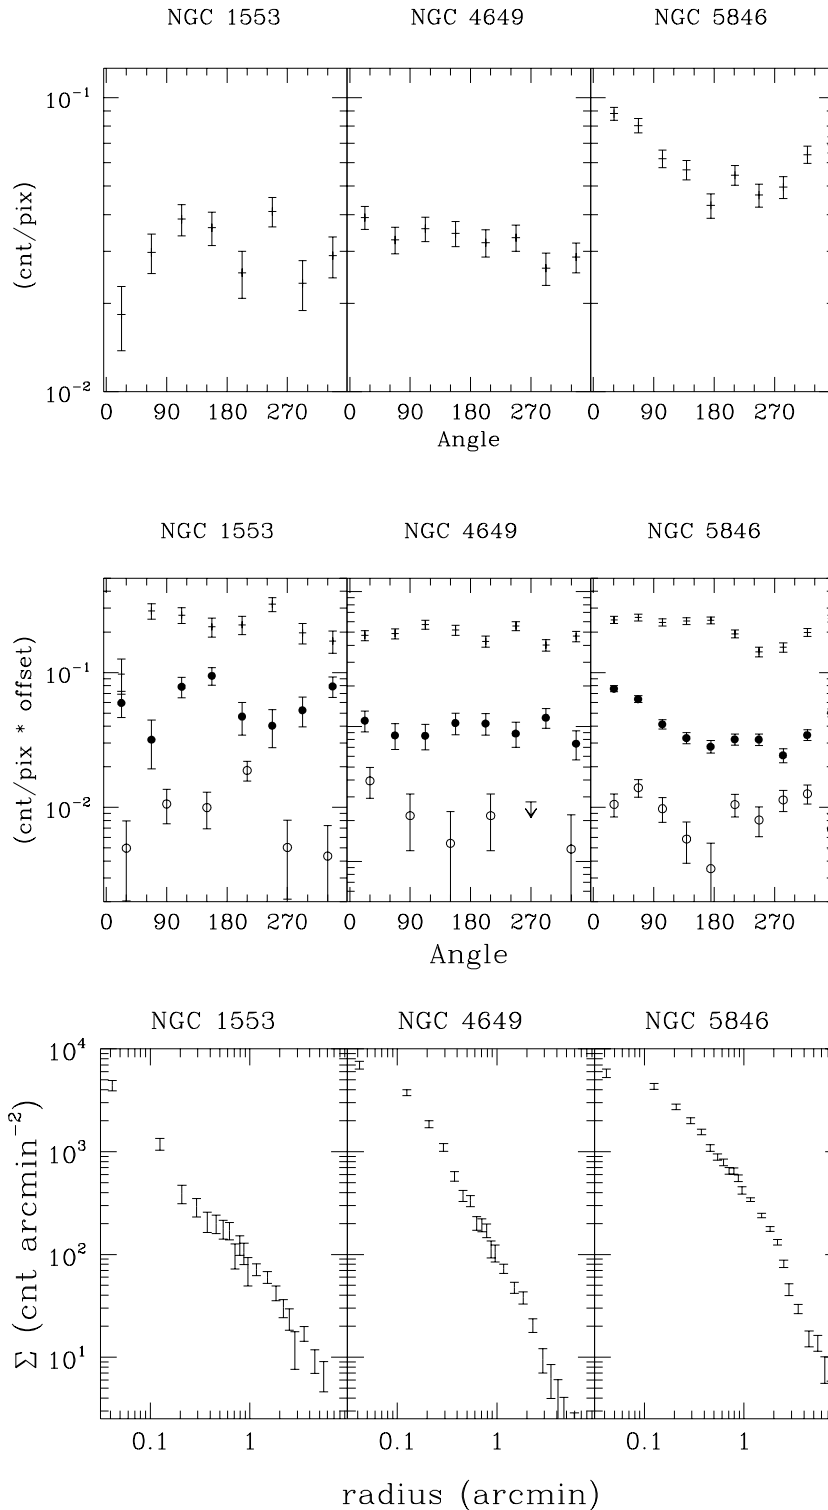 NGC 1553 NGC 4649 NGC 5846
(cnt/pix)
10^−1
10^−2
0 90 180 270 0 90 180 270 0 90 180 270
Angle
NGC 1553 NGC 4649 NGC 5846
(cnt/pix * offset)
10^−1
10^−2
0 90 180 270 0 90 180 270 0 90 180 270
Angle
NGC 1553 NGC 4649 NGC 5846
Σ (cnt arcmin^−2)
10^4
10^3
10^2
10^1
0.1 1 0.1 1 0.1 1
radius (arcmin)